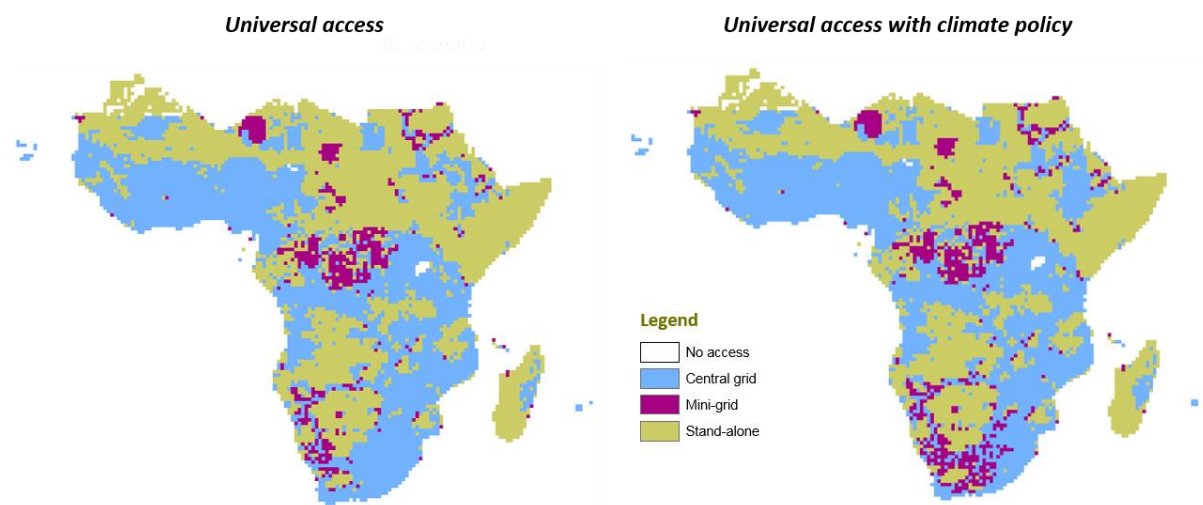 Universal access
Universal access with climate policy
Legend
No access
Central grid
Mini-grid
Stand-alone